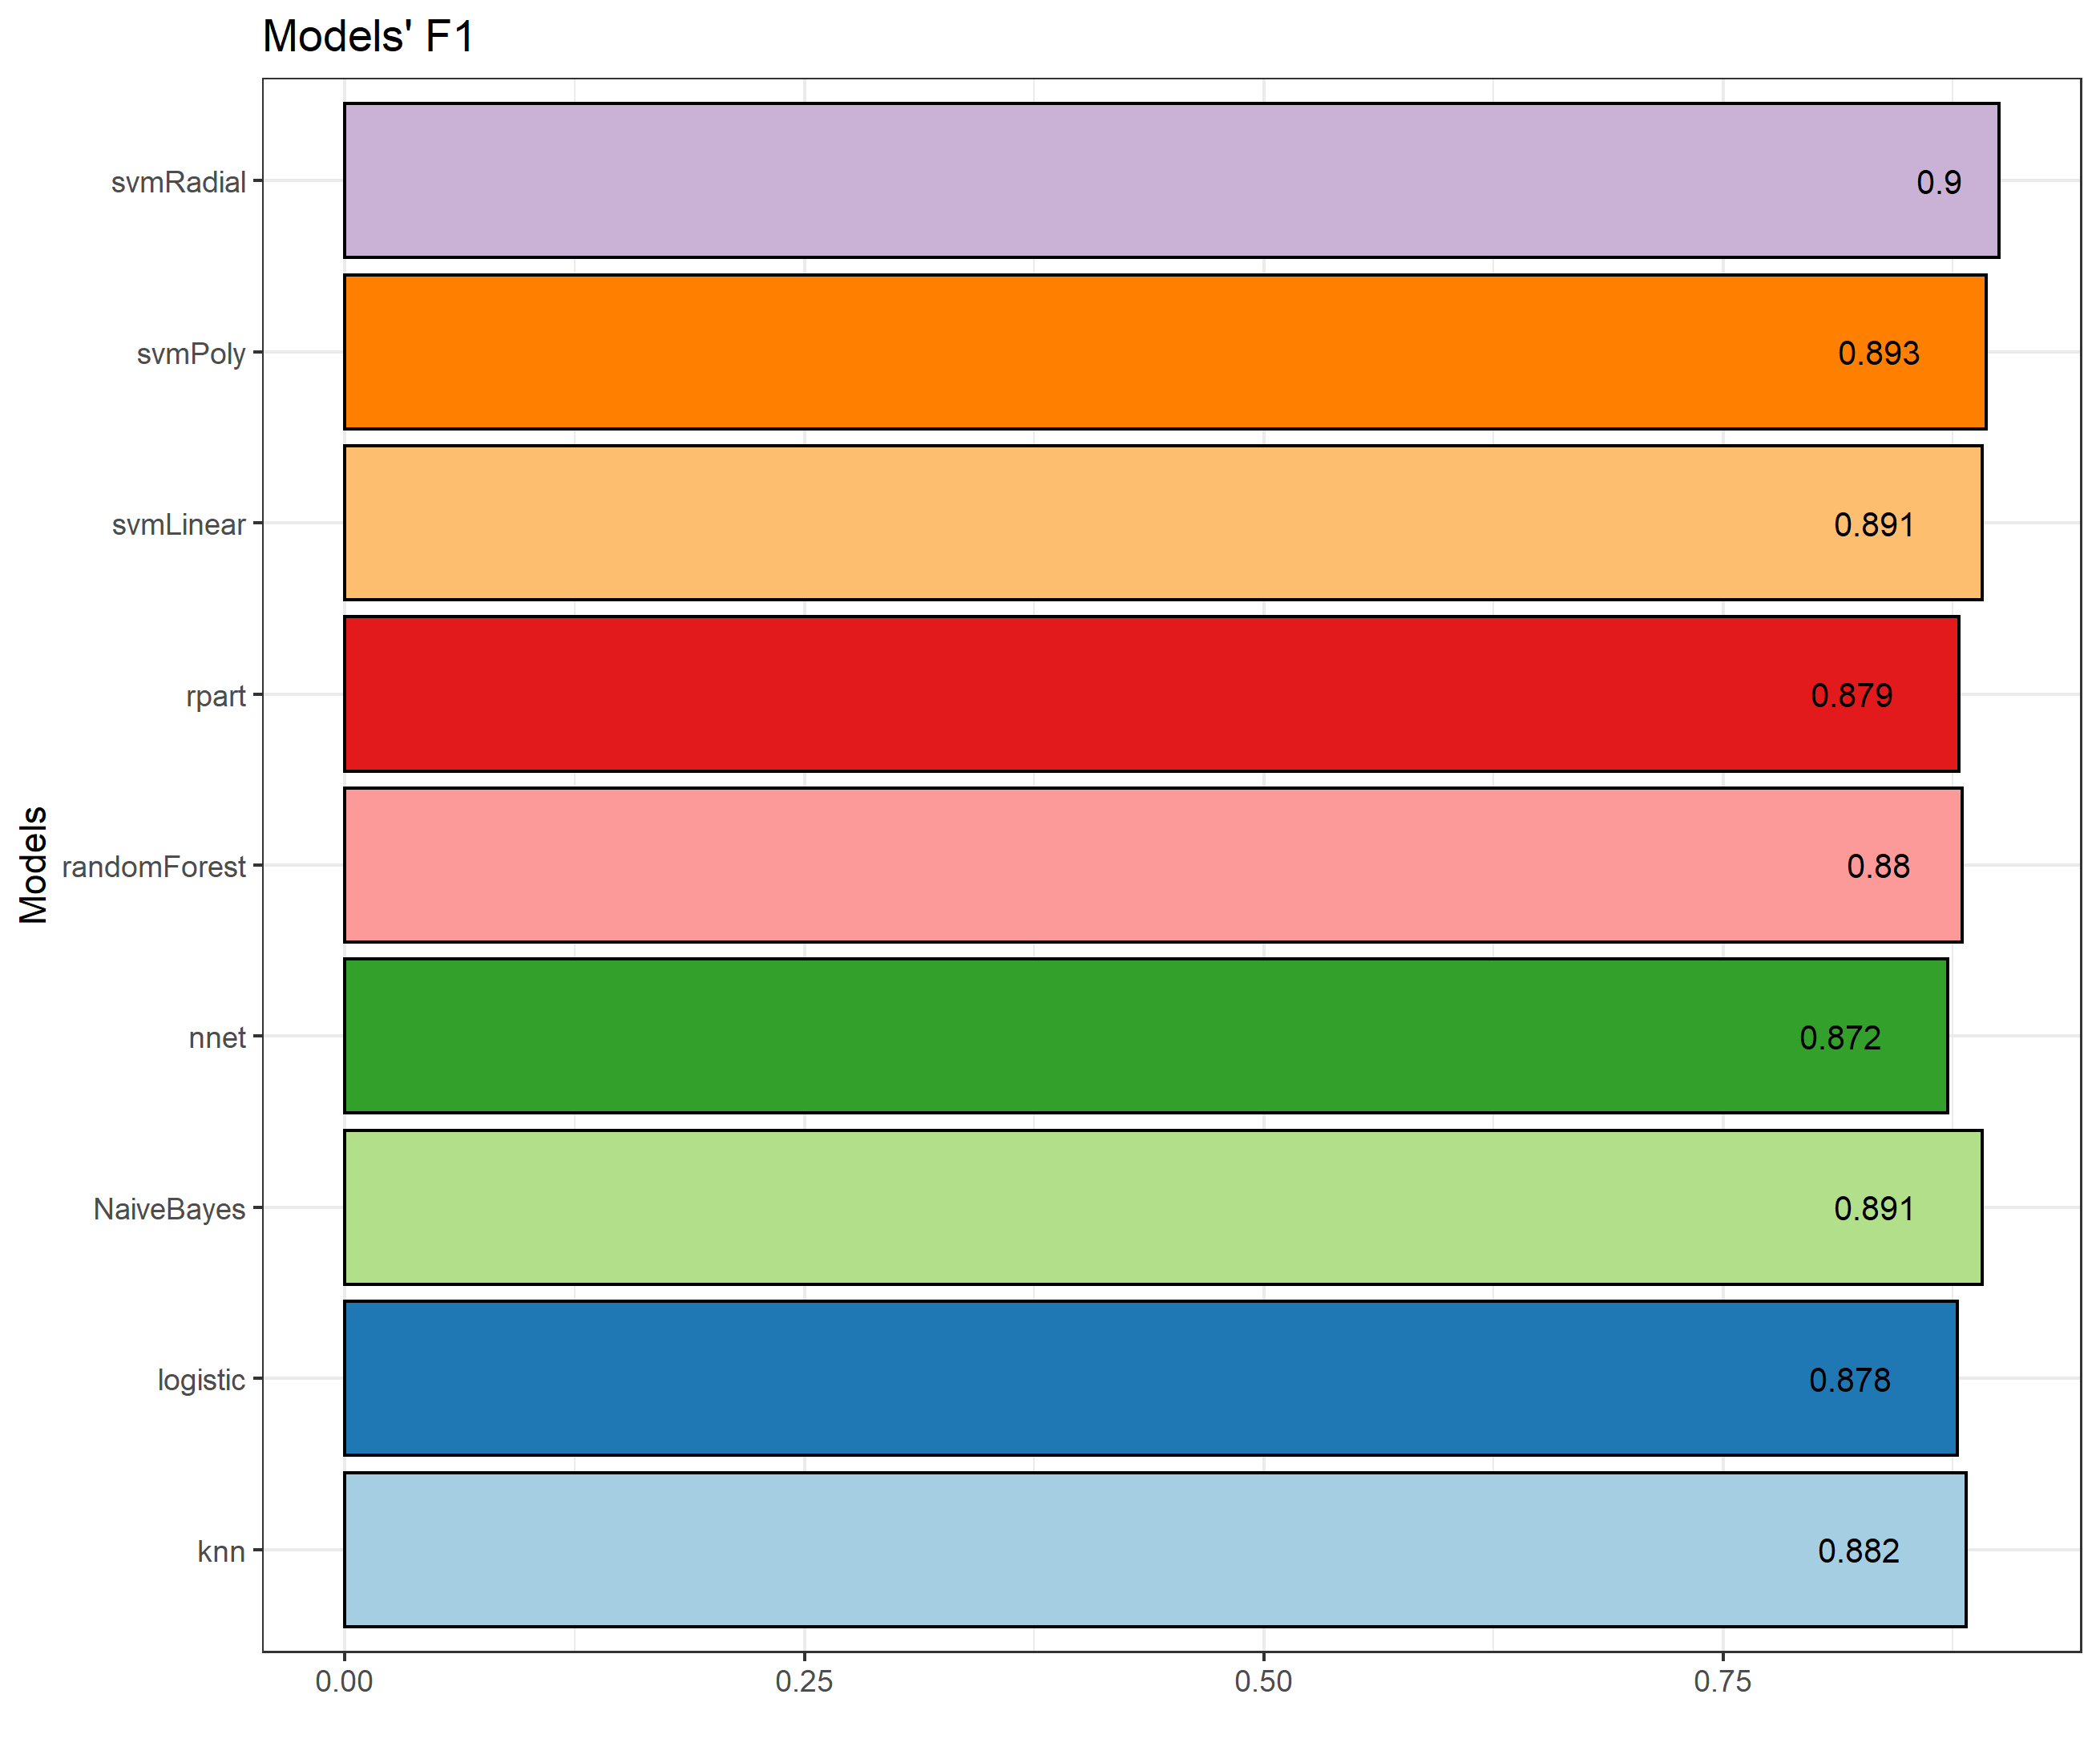 Models' F1
svmRadial
0.9
svmPoly
0.893
svmLinear
0.891
rpart
0.879
Models
randomForest
0.88
nnet
0.872
NaiveBayes
0.891
logistic
0.878
knn
0.882
0.00 0.25 0.50 0.75